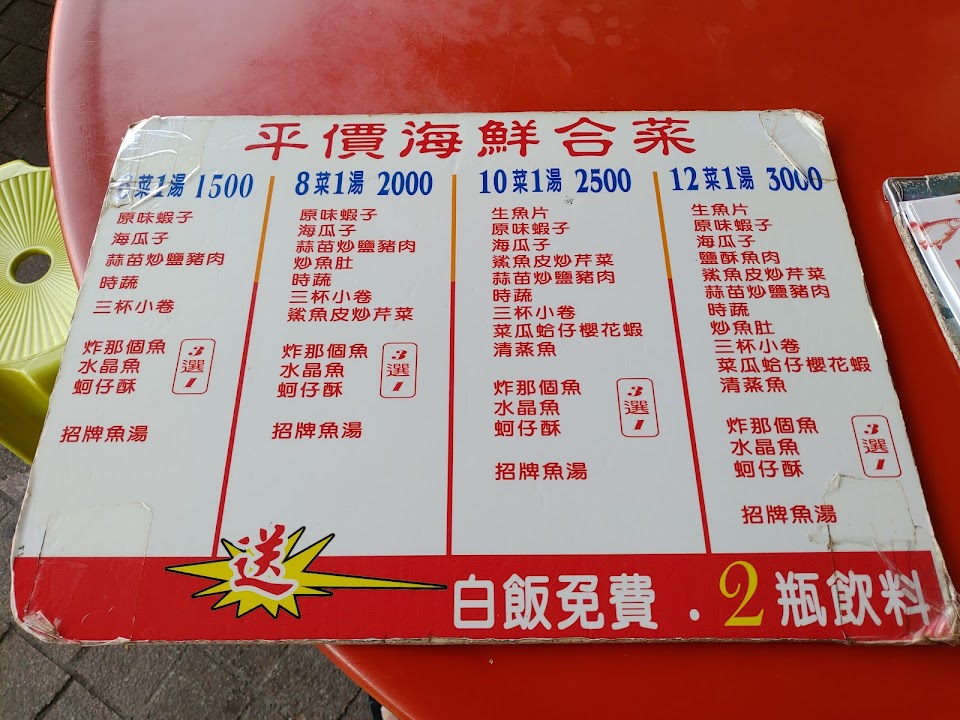 平價海鮮合菜
菜1湯 1500
原味蝦子
海瓜子
蒜苗炒鹽豬肉
時蔬
三杯小卷
炸那個魚
水晶魚
蚵仔酥
3選1
招牌魚湯
8菜1湯 2000
原味蝦子
海瓜子
蒜苗炒鹽豬肉
炒魚肚
時蔬
三杯小卷
鯊魚皮炒芹菜
炸那個魚
水晶魚
蚵仔酥
3選1
招牌魚湯
10菜1湯 2500
生魚片
原味蝦子
海瓜子
鯊魚皮炒芹菜
蒜苗炒鹽豬肉
時蔬
三杯小卷
菜瓜蛤仔櫻花蝦
清蒸魚
炸那個魚
水晶魚
蚵仔酥
3選1
招牌魚湯
12菜1湯 3000
生魚片
原味蝦子
海瓜子
鹽酥魚肉
鯊魚皮炒芹菜
蒜苗炒鹽豬肉
時蔬
炒魚肚
三杯小卷
菜瓜蛤仔櫻花蝦
清蒸魚
炸那個魚
水晶魚
蚵仔酥
3選1
招牌魚湯
送 白飯免費．2瓶飲料